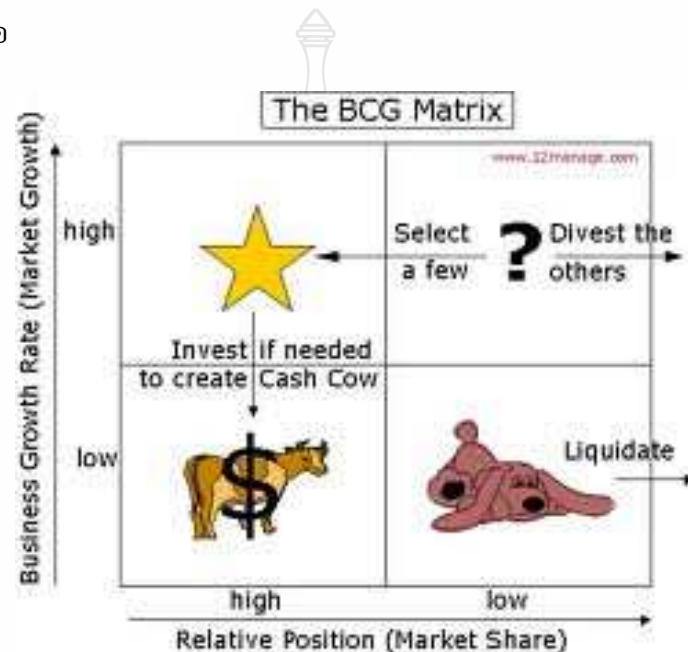 The BCG Matrix
www.12manage.com
Business Growth Rate (Market Growth)
high
Select
a few
?
Divest the
others
Invest if needed
to create Cash Cow
low
$
Liquidate
high
low
Relative Position (Market Share)